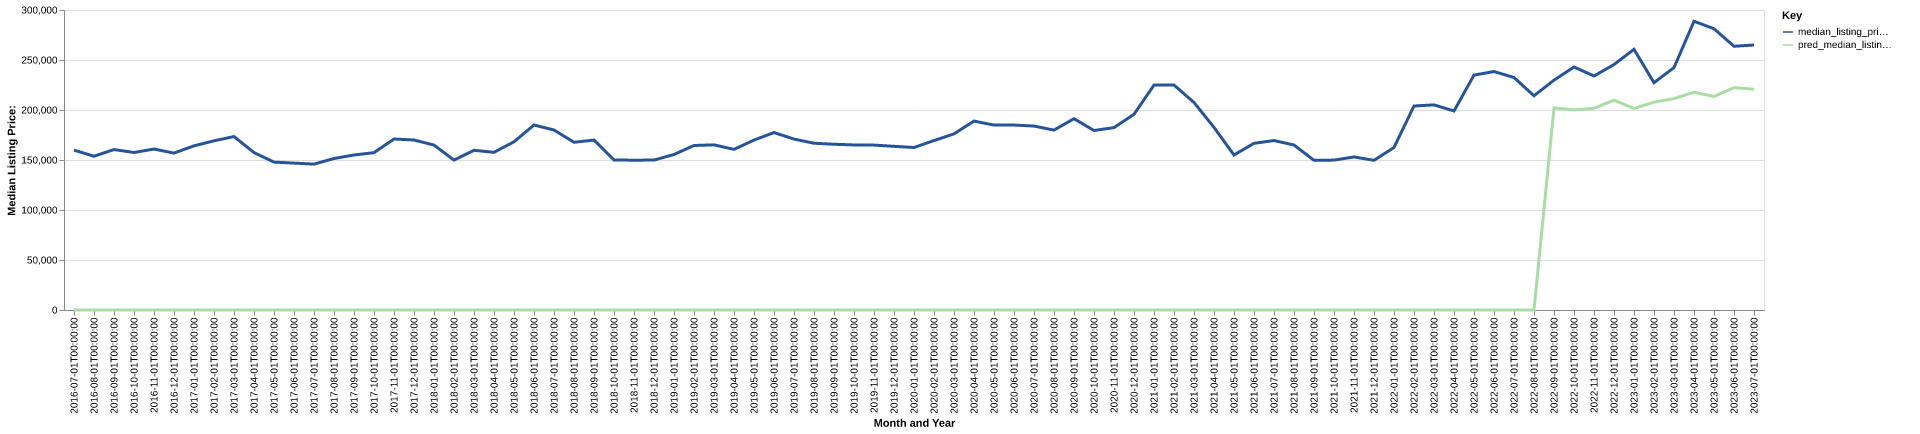 300,000
250,000
200,000
150,000
100,000
50,000
0
Median Listing Price:
2016-07-01T00:00:00
2016-08-01T00:00:00
2016-09-01T00:00:00
2016-10-01T00:00:00
2016-11-01T00:00:00
2016-12-01T00:00:00
2017-01-01T00:00:00
2017-02-01T00:00:00
2017-03-01T00:00:00
2017-04-01T00:00:00
2017-05-01T00:00:00
2017-06-01T00:00:00
2017-07-01T00:00:00
2017-08-01T00:00:00
2017-09-01T00:00:00
2017-10-01T00:00:00
2017-11-01T00:00:00
2017-12-01T00:00:00
2018-01-01T00:00:00
2018-02-01T00:00:00
2018-03-01T00:00:00
2018-04-01T00:00:00
2018-05-01T00:00:00
2018-06-01T00:00:00
2018-07-01T00:00:00
2018-08-01T00:00:00
2018-09-01T00:00:00
2018-10-01T00:00:00
2018-11-01T00:00:00
2018-12-01T00:00:00
2019-01-01T00:00:00
2019-02-01T00:00:00
2019-03-01T00:00:00
2019-04-01T00:00:00
2019-05-01T00:00:00
2019-06-01T00:00:00
2019-07-01T00:00:00
2019-08-01T00:00:00
2019-09-01T00:00:00
2019-10-01T00:00:00
2019-11-01T00:00:00
2019-12-01T00:00:00
2020-01-01T00:00:00
2020-02-01T00:00:00
2020-03-01T00:00:00
2020-04-01T00:00:00
2020-05-01T00:00:00
2020-06-01T00:00:00
2020-07-01T00:00:00
2020-08-01T00:00:00
2020-09-01T00:00:00
2020-10-01T00:00:00
2020-11-01T00:00:00
2020-12-01T00:00:00
2021-01-01T00:00:00
2021-02-01T00:00:00
2021-03-01T00:00:00
2021-04-01T00:00:00
2021-05-01T00:00:00
2021-06-01T00:00:00
2021-07-01T00:00:00
2021-08-01T00:00:00
2021-09-01T00:00:00
2021-10-01T00:00:00
2021-11-01T00:00:00
2021-12-01T00:00:00
2022-01-01T00:00:00
2022-02-01T00:00:00
2022-03-01T00:00:00
2022-04-01T00:00:00
2022-05-01T00:00:00
2022-06-01T00:00:00
2022-07-01T00:00:00
2022-08-01T00:00:00
2022-09-01T00:00:00
2022-10-01T00:00:00
2022-11-01T00:00:00
2022-12-01T00:00:00
2023-01-01T00:00:00
2023-02-01T00:00:00
2023-03-01T00:00:00
2023-04-01T00:00:00
2023-05-01T00:00:00
2023-06-01T00:00:00
2023-07-01T00:00:00
Month and Year
Key
median_listing_pri…
pred_median_listin…